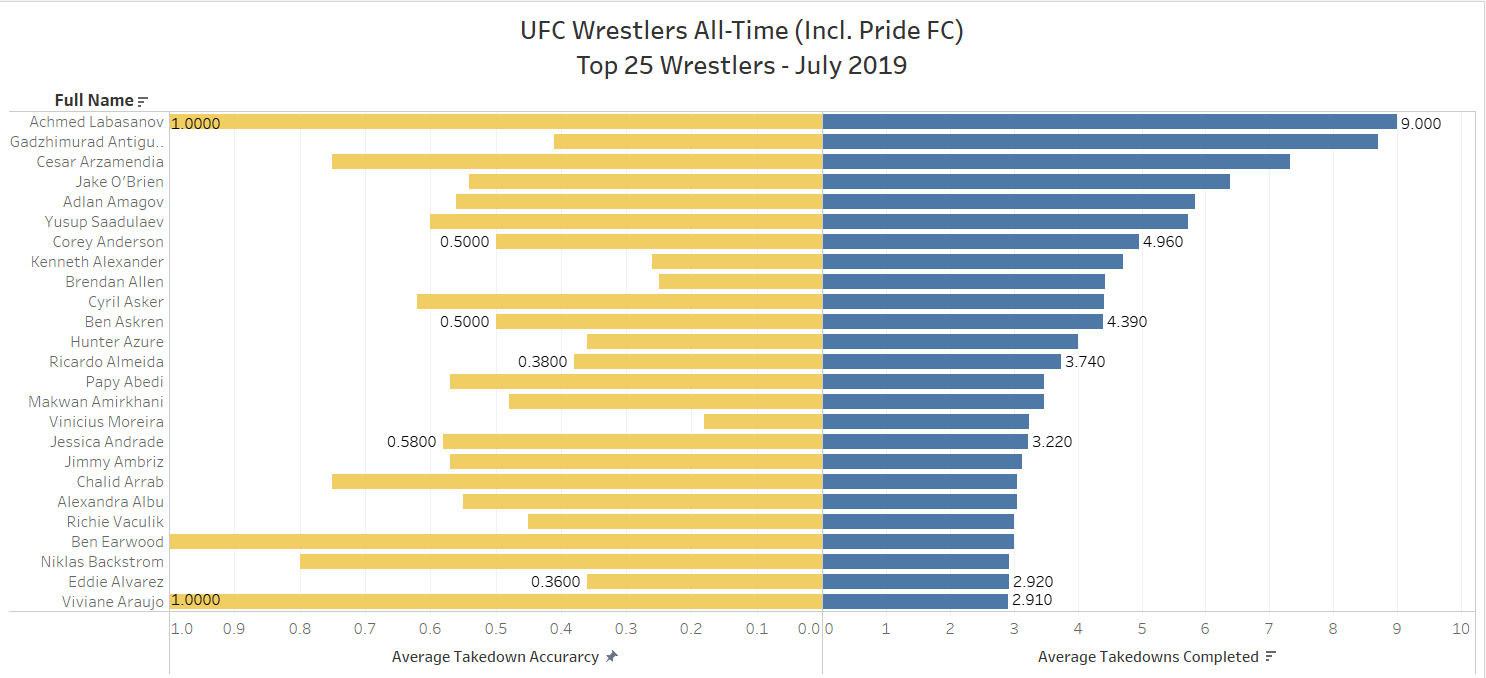 UFC Wrestlers All-Time (Incl. Pride FC)
Top 25 Wrestlers - July 2019
Full Name
Achmed Labasanov 1.0000 9.000
Gadzhimurad Antigu..
Cesar Arzamendia
Jake O’Brien
Adlan Amagov
Yusup Saadulaev
Corey Anderson 0.5000 4.960
Kenneth Alexander
Brendan Allen
Cyril Asker
Ben Askren 0.5000 4.390
Hunter Azure
Ricardo Almeida 0.3800 3.740
Papy Abedi
Makwan Amirkhani
Vinicius Moreira
Jessica Andrade 0.5800 3.220
Jimmy Ambriz
Chalid Arrab
Alexandra Albu
Richie Vaculik
Ben Earwood
Niklas Backstrom
Eddie Alvarez 0.3600 2.920
Viviane Araujo 1.0000 2.910
1.0 0.9 0.8 0.7 0.6 0.5 0.4 0.3 0.2 0.1 0.0 0 1 2 3 4 5 6 7 8 9 10
Average Takedown Accurarcy Average Takedowns Completed